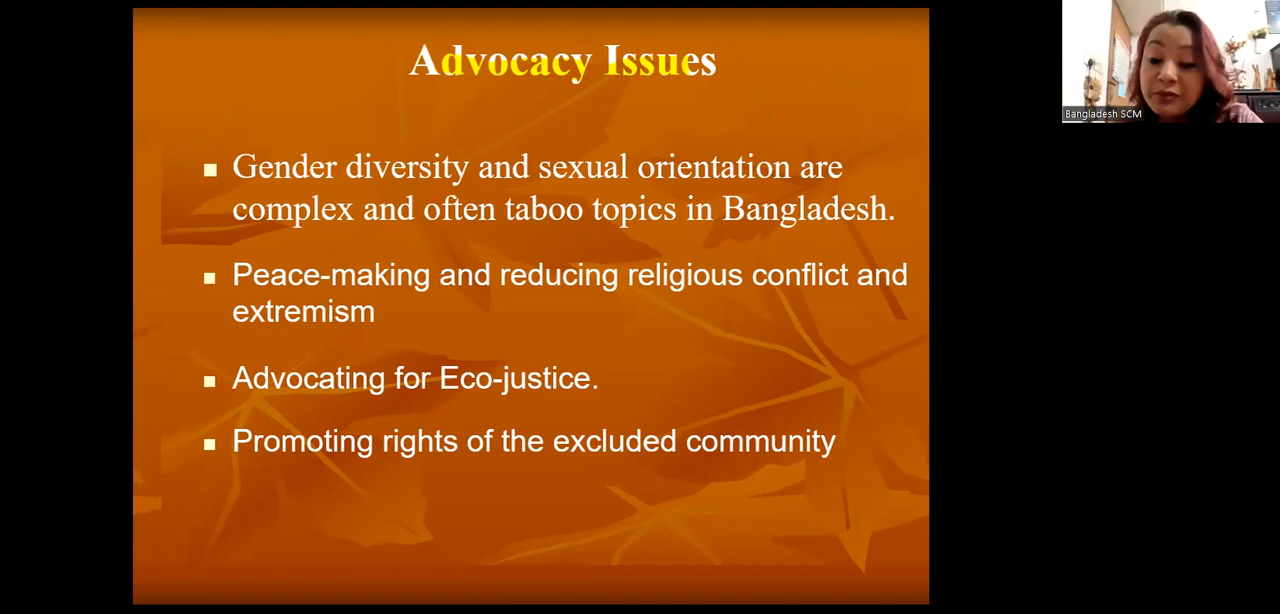 Advocacy Issues
Gender diversity and sexual orientation are
complex and often taboo topics in Bangladesh.
Peace-making and reducing religious conflict and
extremism
Advocating for Eco-justice.
Promoting rights of the excluded community
Bangladesh SCM